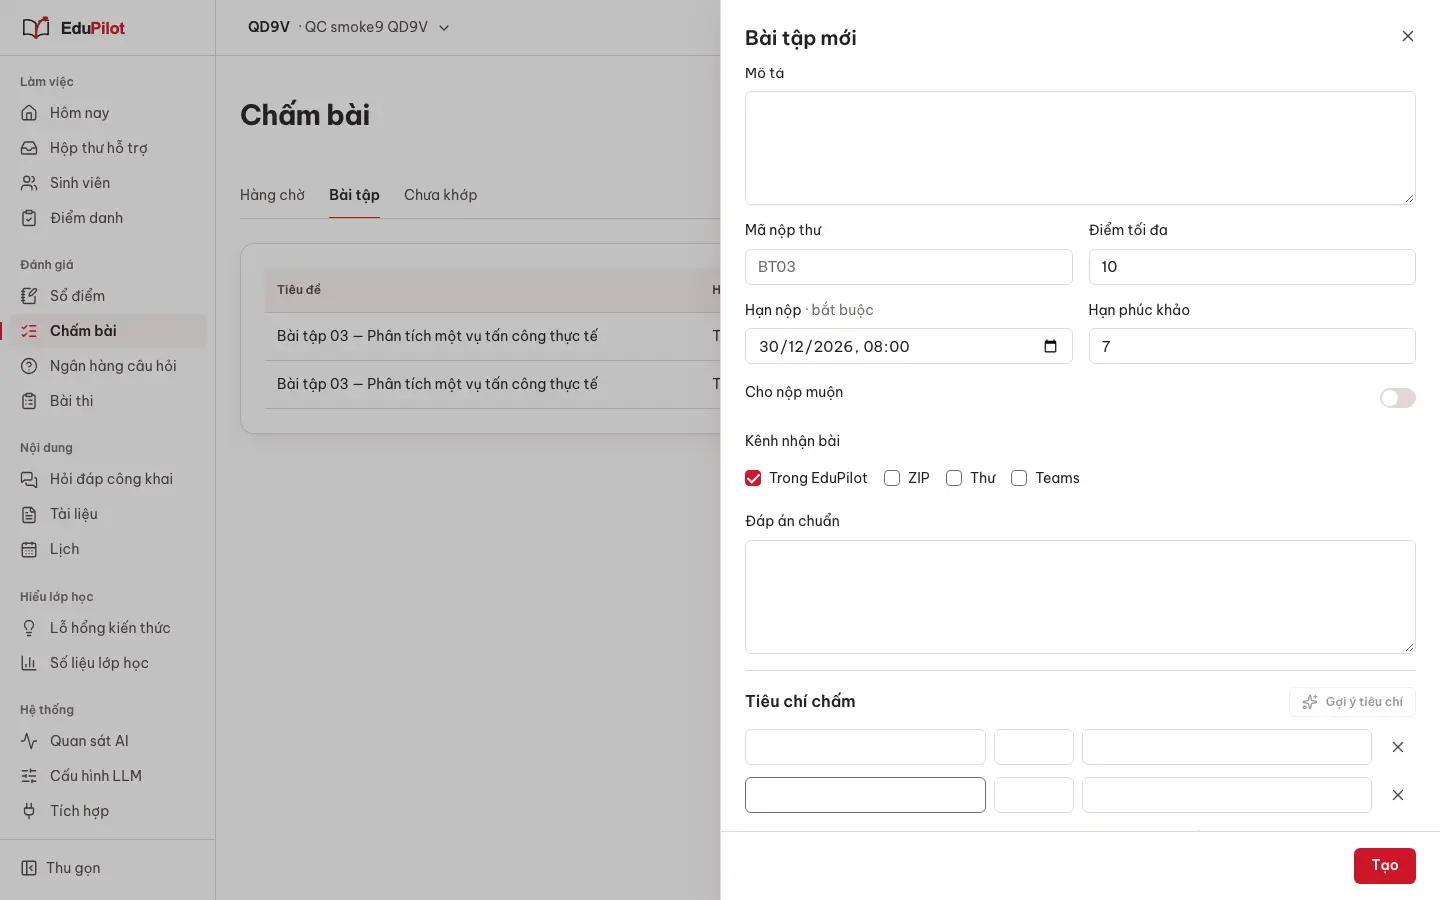 EduPilot
QD9V · QC smoke9 QD9V
Làm việc
Hôm nay
Hộp thư hỗ trợ
Sinh viên
Điểm danh
Đánh giá
Sổ điểm
Chấm bài
Ngân hàng câu hỏi
Bài thi
Nội dung
Hỏi đáp công khai
Tài liệu
Lịch
Hiểu lớp học
Lỗ hổng kiến thức
Số liệu lớp học
Hệ thống
Quan sát AI
Cấu hình LLM
Tích hợp
Thu gọn
Chấm bài
Hàng chờ Bài tập Chưa khớp
Tiêu đề H
Bài tập 03 — Phân tích một vụ tấn công thực tế T
Bài tập 03 — Phân tích một vụ tấn công thực tế T
Bài tập mới
Mô tả
Mã nộp thư Điểm tối đa
BT03 10
Hạn nộp · bắt buộc Hạn phúc khảo
30/12/2026, 08:00 7
Cho nộp muộn
Kênh nhận bài
Trong EduPilot ZIP Thư Teams
Đáp án chuẩn
Tiêu chí chấm Gợi ý tiêu chí
Tạo